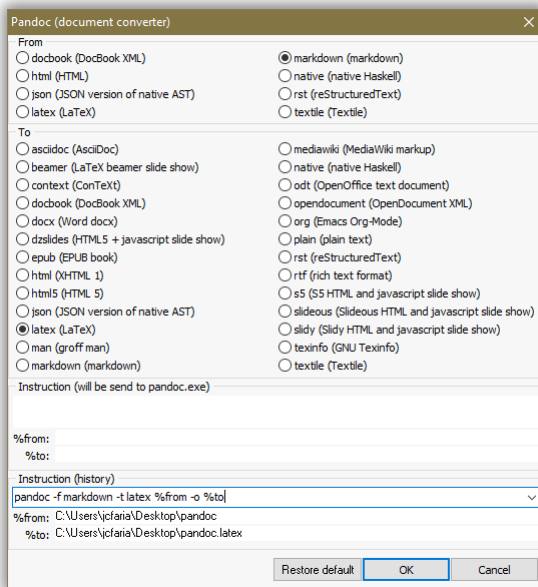 Pandoc (document converter)
From
docbook (DocBook XML)
html (HTML)
json (JSON version of native AST)
latex (LaTeX)
markdown (markdown)
native (native Haskell)
rst (reStructuredText)
textile (Textile)
To
asciidoc (AsciiDoc)
beamer (LaTeX beamer slide show)
context (ConTeXt)
docbook (DocBook XML)
docx (Word docx)
dzslides (HTML5 + javascript slide show)
epub (EPUB book)
html (XHTML 1)
html5 (HTML 5)
json (JSON version of native AST)
latex (LaTeX)
man (groff man)
markdown (markdown)
mediawiki (MediaWiki markup)
native (native Haskell)
odt (OpenOffice text document)
opendocument (OpenDocument XML)
org (Emacs Org-Mode)
plain (plain text)
rst (reStructuredText)
rtf (rich text format)
s5 (S5 HTML and javascript slide show)
slideous (Slideous HTML and javascript slide show)
slidy (Slidy HTML and javascript slide show)
texinfo (GNU Texinfo)
textile (Textile)
Instruction (will be send to pandoc.exe)
%from:
%to:
Instruction (history)
pandoc -f markdown -t latex %from -o %to
%from: C:\Users\jcfaria\Desktop\pandoc
%to: C:\Users\jcfaria\Desktop\pandoc.latex
Restore default OK Cancel